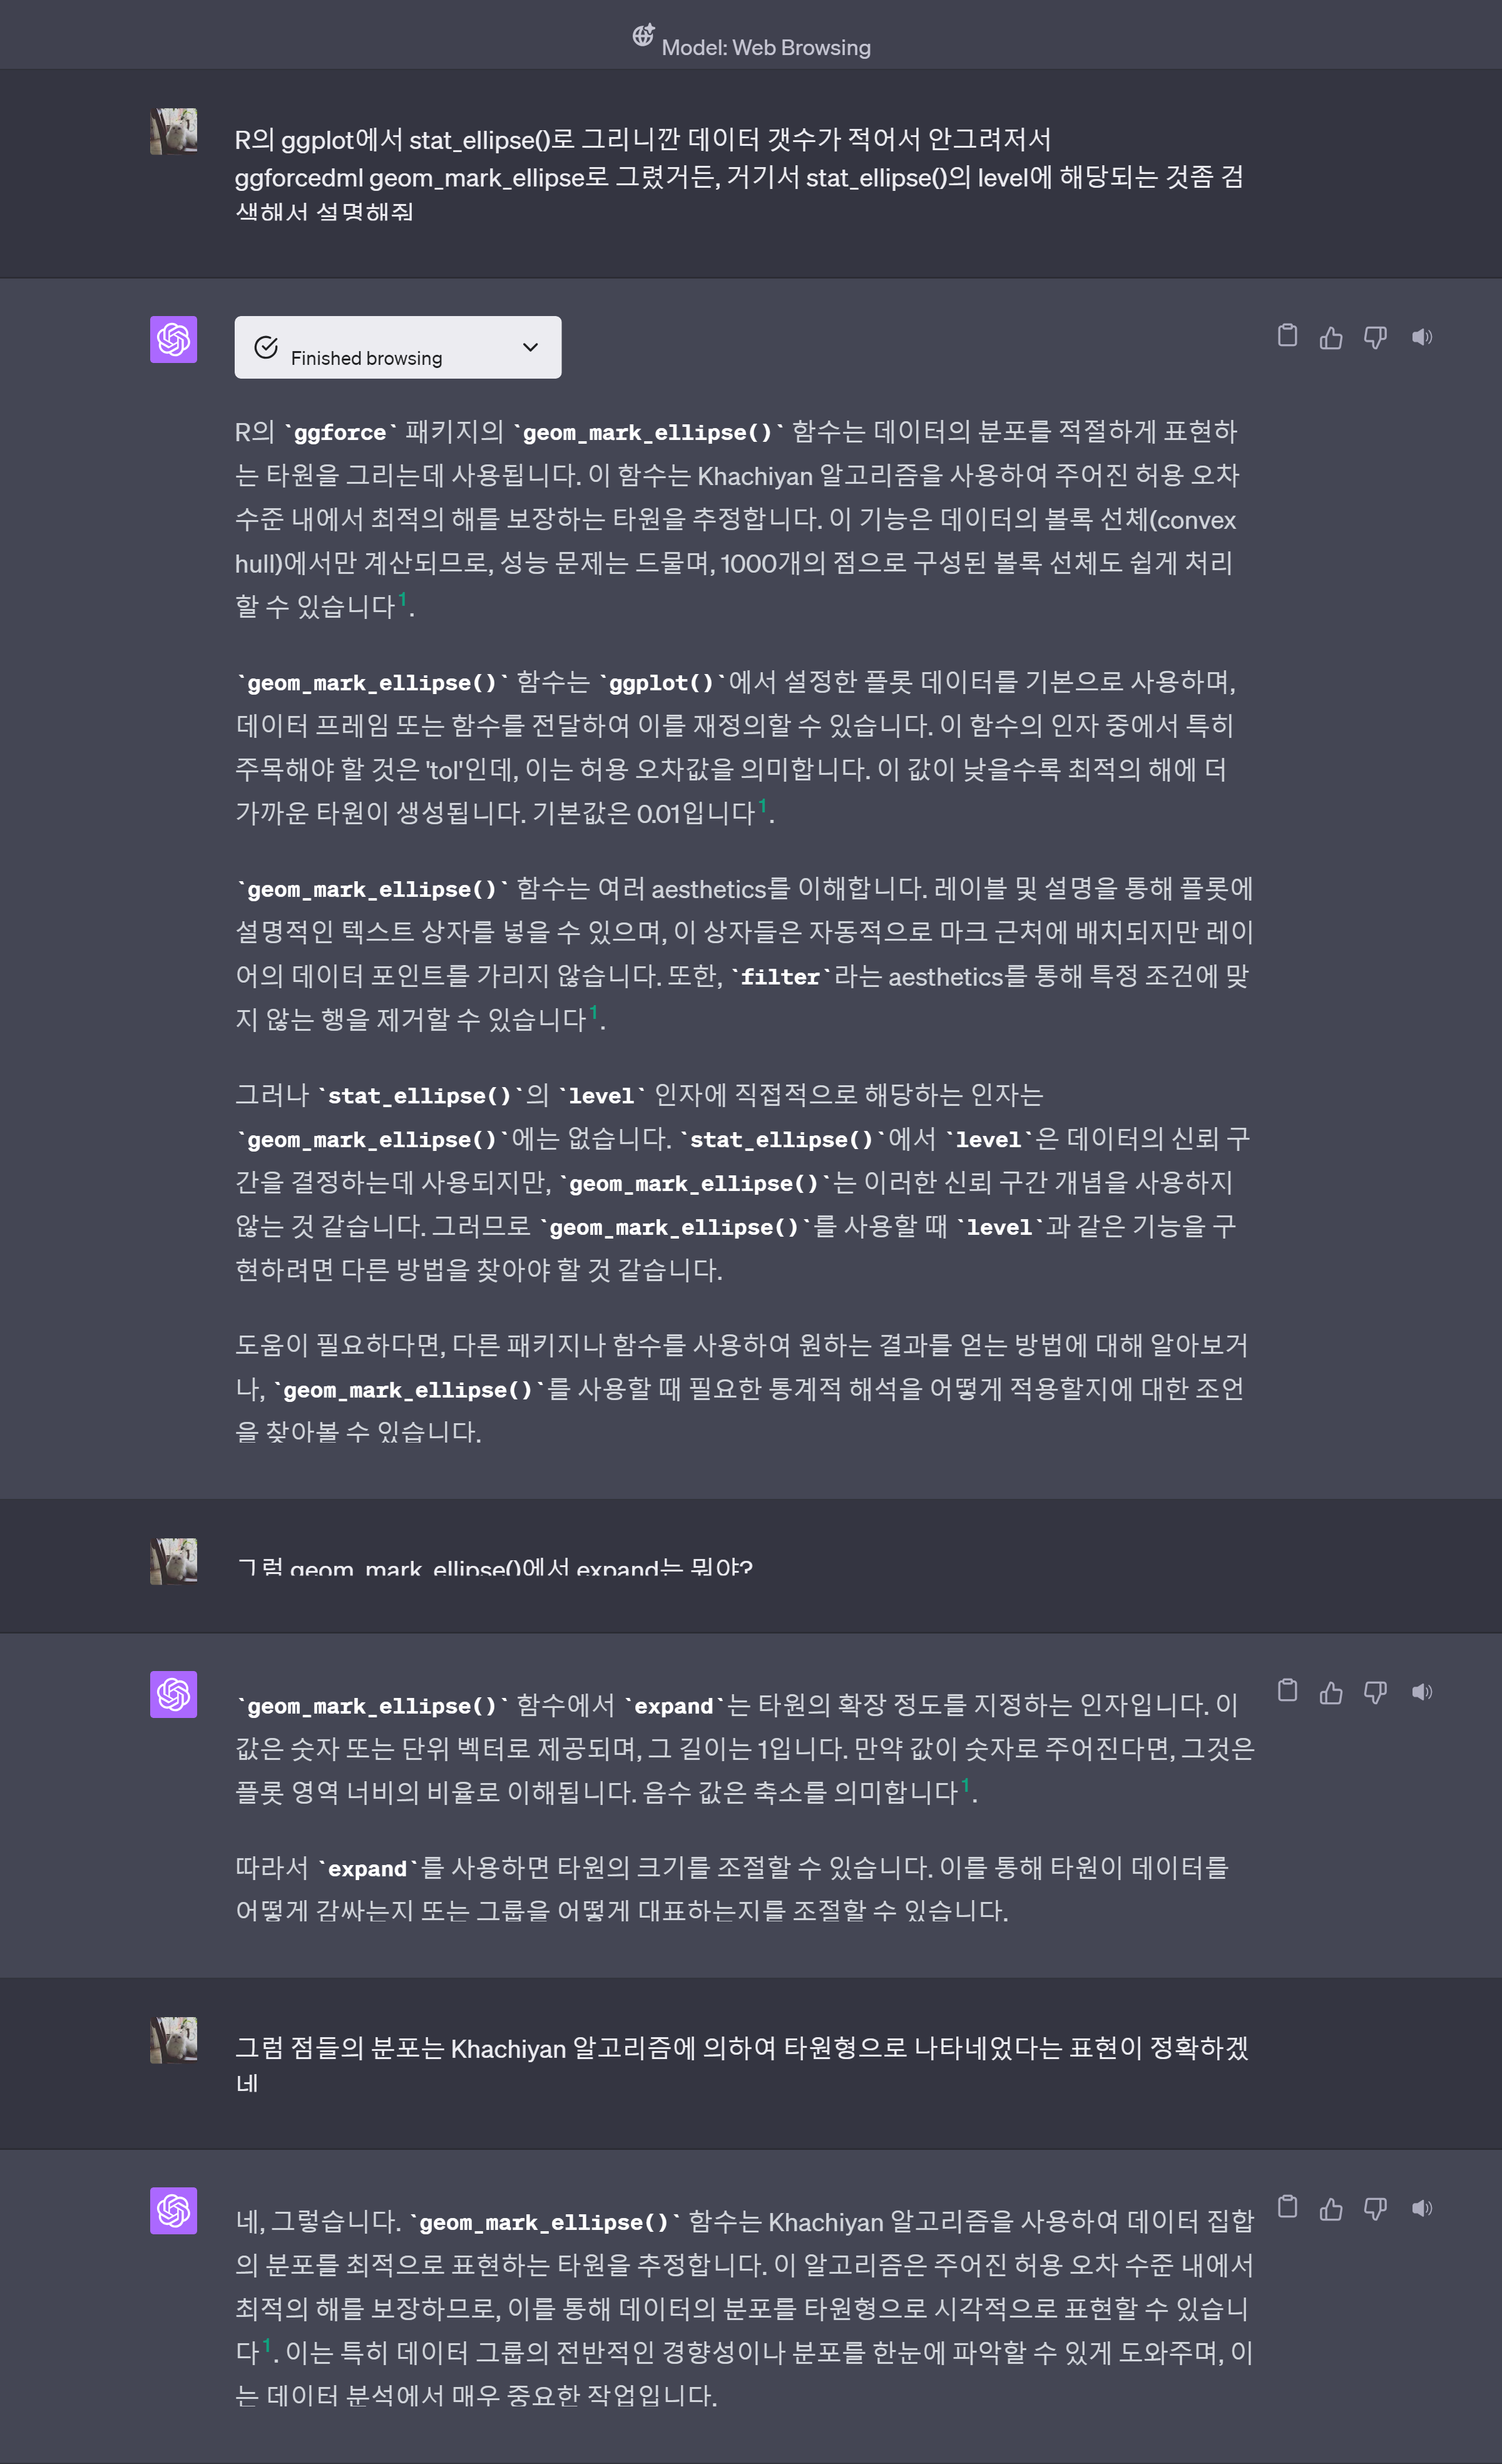 Model: Web Browsing
R의 ggplot에서 stat_ellipse()로 그리니깐 데이터 갯수가 적어서 안그려저서
ggforcedml geom_mark_ellipse로 그렸거든, 거기서 stat_ellipse()의 level에 해당되는 것좀 검
색해서 설명해줘
Finished browsing
R의 `ggforce` 패키지의 `geom_mark_ellipse()` 함수는 데이터의 분포를 적절하게 표현하
는 타원을 그리는데 사용됩니다. 이 함수는 Khachiyan 알고리즘을 사용하여 주어진 허용 오차
수준 내에서 최적의 해를 보장하는 타원을 추정합니다. 이 기능은 데이터의 볼록 선체(convex
hull)에서만 계산되므로, 성능 문제는 드물며, 1000개의 점으로 구성된 볼록 선체도 쉽게 처리
할 수 있습니다1.
`geom_mark_ellipse()` 함수는 `ggplot()`에서 설정한 플롯 데이터를 기본으로 사용하며,
데이터 프레임 또는 함수를 전달하여 이를 재정의할 수 있습니다. 이 함수의 인자 중에서 특히
주목해야 할 것은 'tol'인데, 이는 허용 오차값을 의미합니다. 이 값이 낮을수록 최적의 해에 더
가까운 타원이 생성됩니다. 기본값은 0.01입니다1.
`geom_mark_ellipse()` 함수는 여러 aesthetics를 이해합니다. 레이블 및 설명을 통해 플롯에
설명적인 텍스트 상자를 넣을 수 있으며, 이 상자들은 자동적으로 마크 근처에 배치되지만 레이
어의 데이터 포인트를 가리지 않습니다. 또한, `filter`라는 aesthetics를 통해 특정 조건에 맞
지 않는 행을 제거할 수 있습니다1.
그러나 `stat_ellipse()`의 `level` 인자에 직접적으로 해당하는 인자는
`geom_mark_ellipse()`에는 없습니다. `stat_ellipse()`에서 `level`은 데이터의 신뢰 구
간을 결정하는데 사용되지만, `geom_mark_ellipse()`는 이러한 신뢰 구간 개념을 사용하지
않는 것 같습니다. 그러므로 `geom_mark_ellipse()`를 사용할 때 `level`과 같은 기능을 구
현하려면 다른 방법을 찾아야 할 것 같습니다.
도움이 필요하다면, 다른 패키지나 함수를 사용하여 원하는 결과를 얻는 방법에 대해 알아보거
나, `geom_mark_ellipse()`를 사용할 때 필요한 통계적 해석을 어떻게 적용할지에 대한 조언
을 찾아볼 수 있습니다.
그럼 geom_mark_ellipse()에서 expand는 뭐야?
`geom_mark_ellipse()` 함수에서 `expand`는 타원의 확장 정도를 지정하는 인자입니다. 이
값은 숫자 또는 단위 벡터로 제공되며, 그 길이는 1입니다. 만약 값이 숫자로 주어진다면, 그것은
플롯 영역 너비의 비율로 이해됩니다. 음수 값은 축소를 의미합니다1.
따라서 `expand`를 사용하면 타원의 크기를 조절할 수 있습니다. 이를 통해 타원이 데이터를
어떻게 감싸는지 또는 그룹을 어떻게 대표하는지를 조절할 수 있습니다.
그럼 점들의 분포는 Khachiyan 알고리즘에 의하여 타원형으로 나타네었다는 표현이 정확하겠
네
네, 그렇습니다. `geom_mark_ellipse()` 함수는 Khachiyan 알고리즘을 사용하여 데이터 집합
의 분포를 최적으로 표현하는 타원을 추정합니다. 이 알고리즘은 주어진 허용 오차 수준 내에서
최적의 해를 보장하므로, 이를 통해 데이터의 분포를 타원형으로 시각적으로 표현할 수 있습니
다1. 이는 특히 데이터 그룹의 전반적인 경향성이나 분포를 한눈에 파악할 수 있게 도와주며, 이
는 데이터 분석에서 매우 중요한 작업입니다.